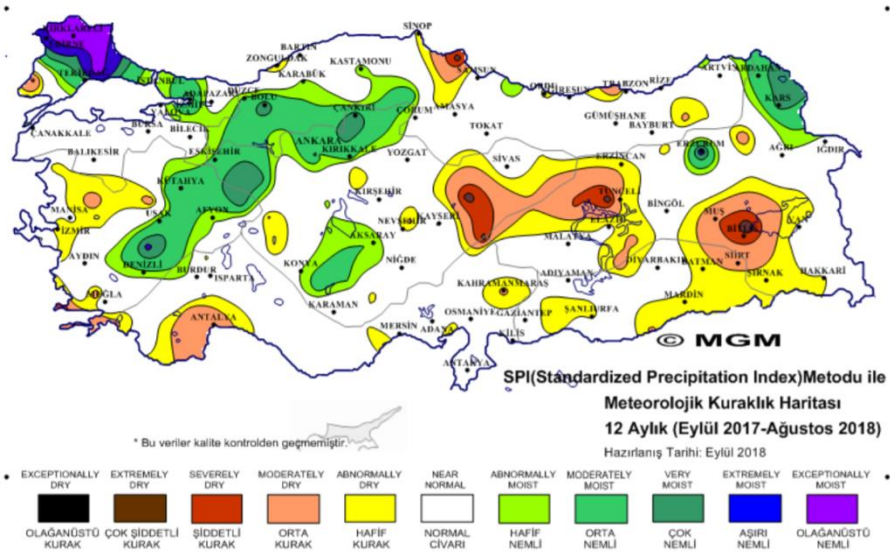 SİNOP
KIRKLARELİ
EDİRNE
TEKİRDAĞ
İSTANBUL
BARTIN
ZONGULDAK
KASTAMONU
KARABÜK
SAMSUN
ADAPAZARI
DÜZCE
BOLU
YALOVA
ÇANKIRI
ÇORUM
AMASYA
ORDU
GİRESUN
TRABZON
RİZE
ARTVİN
ARDAHAN
KARS
ÇANAKKALE
BURSA
BİLECİK
TOKAT
GÜMÜŞHANE
BAYBURT
BALIKESİR
ESKİŞEHİR
ANKARA
KIRIKKALE
YOZGAT
SİVAS
ERZİNCAN
ERZURUM
AĞRI
IĞDIR
KÜTAHYA
KIRŞEHİR
TUNCELİ
BİNGÖL
MANİSA
UŞAK
AFYON
NEVŞEHİR
KAYSERİ
ELAZIĞ
MUŞ
VAN
İZMİR
AKSARAY
MALATYA
BİTLİS
AYDIN
DENİZLİ
BURDUR
ISPARTA
KONYA
NİĞDE
ADIYAMAN
DİYARBAKIR
BATMAN
SİİRT
ŞIRNAK
HAKKARİ
MUĞLA
ANTALYA
KARAMAN
KAHRAMANMARAŞ
MARDİN
MERSİN
ADANA
OSMANİYE
GAZİANTEP
ŞANLIURFA
KİLİS
ANTAKYA
© MGM
SPI(Standardized Precipitation Index)Metodu ile
Meteorolojik Kuraklık Haritası
12 Aylık (Eylül 2017-Ağustos 2018)
Hazırlanış Tarihi: Eylül 2018
* Bu veriler kalite kontrolden geçmemiştir.
EXCEPTIONALLY DRY
EXTREMELY DRY
SEVERELY DRY
MODERATELY DRY
ABNORMALLY DRY
NEAR NORMAL
ABNORMALLY MOIST
MODERATELY MOIST
VERY MOIST
EXTREMELY MOIST
EXCEPTIONALLY MOIST
OLAĞANÜSTÜ KURAK
ÇOK ŞİDDETLİ KURAK
ŞİDDETLİ KURAK
ORTA KURAK
HAFİF KURAK
NORMAL CİVARI
HAFİF NEMLİ
ORTA NEMLİ
ÇOK NEMLİ
AŞIRI NEMLİ
OLAĞANÜSTÜ NEMLİ